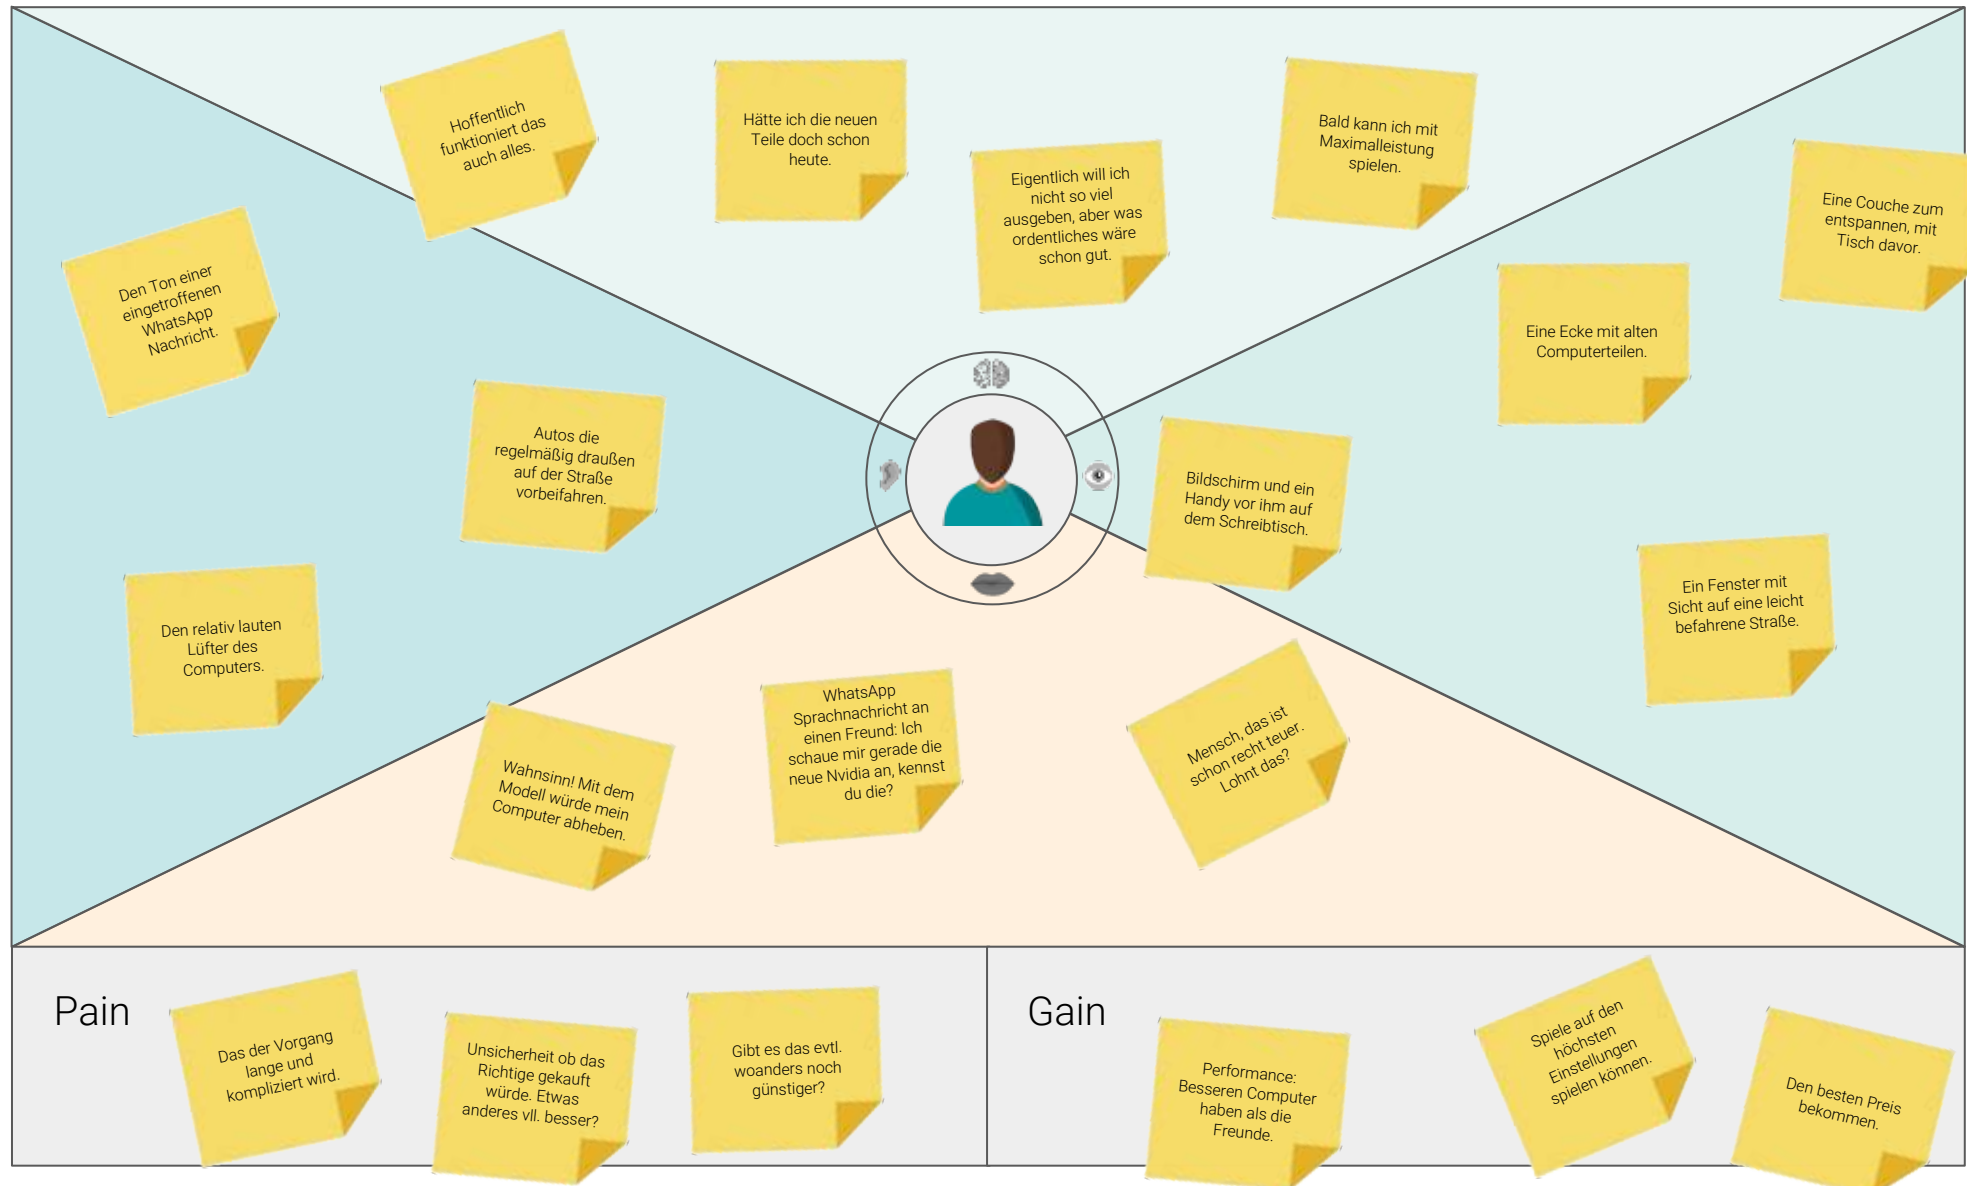 Hoffentlich
funktioniert das
auch alles.
Hätte ich die neuen
Teile doch schon
heute.
Eigentlich will ich
nicht so viel
ausgeben, aber was
ordentliches wäre
schon gut.
Bald kann ich mit
Maximalleistung
spielen.
Eine Couche zum
entspannen, mit
Tisch davor.
Den Ton einer
eingetroffenen
WhatsApp
Nachricht.
Eine Ecke mit alten
Computerteilen.
Autos die
regelmäßig draußen
auf der Straße
vorbeifahren.
Bildschirm und ein
Handy vor ihm auf
dem Schreibtisch.
Ein Fenster mit
Sicht auf eine leicht
befahrene Straße.
Den relativ lauten
Lüfter des
Computers.
Wahnsinn! Mit dem
Modell würde mein
Computer abheben.
WhatsApp
Sprachnachricht an
einen Freund: Ich
schaue mir gerade die
neue Nvidia an, kennst
du die?
Mensch, das ist
schon recht teuer.
Lohnt das?
Pain
Das der Vorgang
lange und
kompliziert wird.
Unsicherheit ob das
Richtige gekauft
würde. Etwas
anderes vll. besser?
Gibt es das evtl.
woanders noch
günstiger?
Gain
Performance:
Besseren Computer
haben als die
Freunde.
Spiele auf den
höchsten
Einstellungen
spielen können.
Den besten Preis
bekommen.